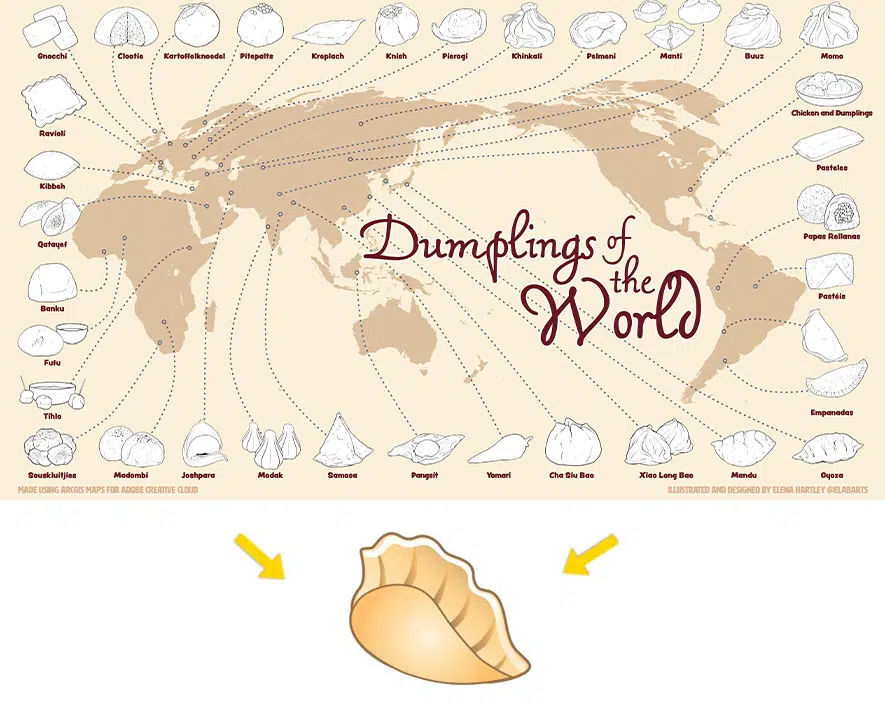 Gnocchi
Clootie
Kartoffelknoedel
Pitepalts
Kreplach
Knish
Pierogi
Khinkali
Pelmeni
Manti
Buuz
Momo
Ravioli
Chicken and Dumplings
Kibbeh
Pasteles
Qatayef
Papas Rellenas
Dumplings of
the
World
Banku
Pastéis
Fufu
Tihlo
Empanadas
Souskluitjies
Madombi
Joshpara
Modak
Samosa
Pangsit
Yomari
Cha Siu Bao
Xiao Long Bao
Mandu
Gyoza
MADE USING ARCGIS MAPS FOR ADOBE CREATIVE CLOUD
ILLUSTRATED AND DESIGNED BY ELENA HARTLEY @ELABARTS